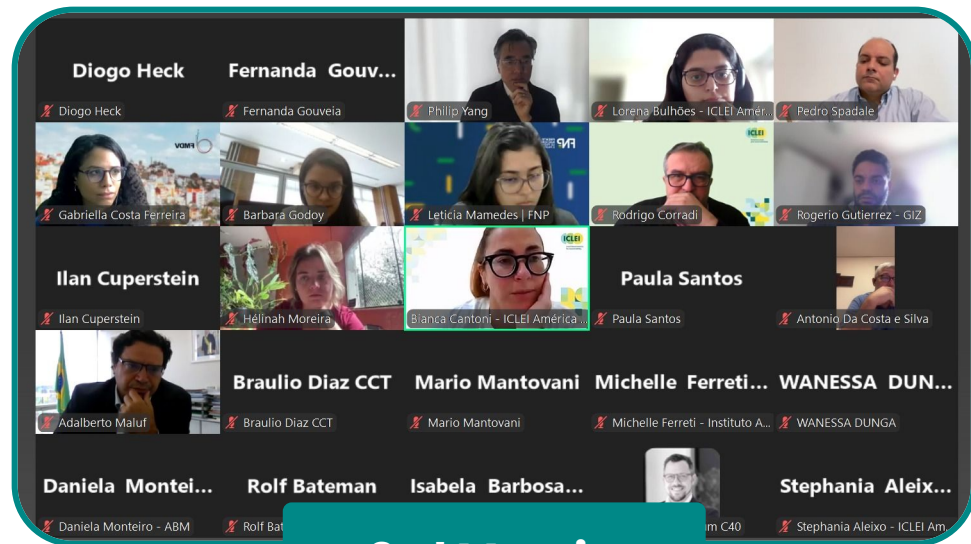 Diogo Heck
Diogo Heck
Fernanda Gouv...
Fernanda Gouveia
Philip Yang
Lorena Bulhões - ICLEI Amér...
Pedro Spadale
FMDV
Gabriella Costa Ferreira
Barbara Godoy
FNP
Leticia Mamedes | FNP
ICLEI
Rodrigo Corradi
Rogerio Gutierrez - GIZ
Ilan Cuperstein
Ilan Cuperstein
Hélinah Moreira
ICLEI
Bianca Cantoni - ICLEI América ...
Paula Santos
Paula Santos
Antonio Da Costa e Silva
Adalberto Maluf
Braulio Diaz CCT
Braulio Diaz CCT
Mario Mantovani
Mario Mantovani
Michelle Ferreti...
Michelle Ferreti - Instituto A...
WANESSA DUN...
WANESSA DUNGA
Daniela Montei...
Daniela Monteiro - ABM
Rolf Bateman
Rolf Bat
Isabela Barbosa...
C40
Stephania Aleix...
Stephania Aleixo - ICLEI Am...